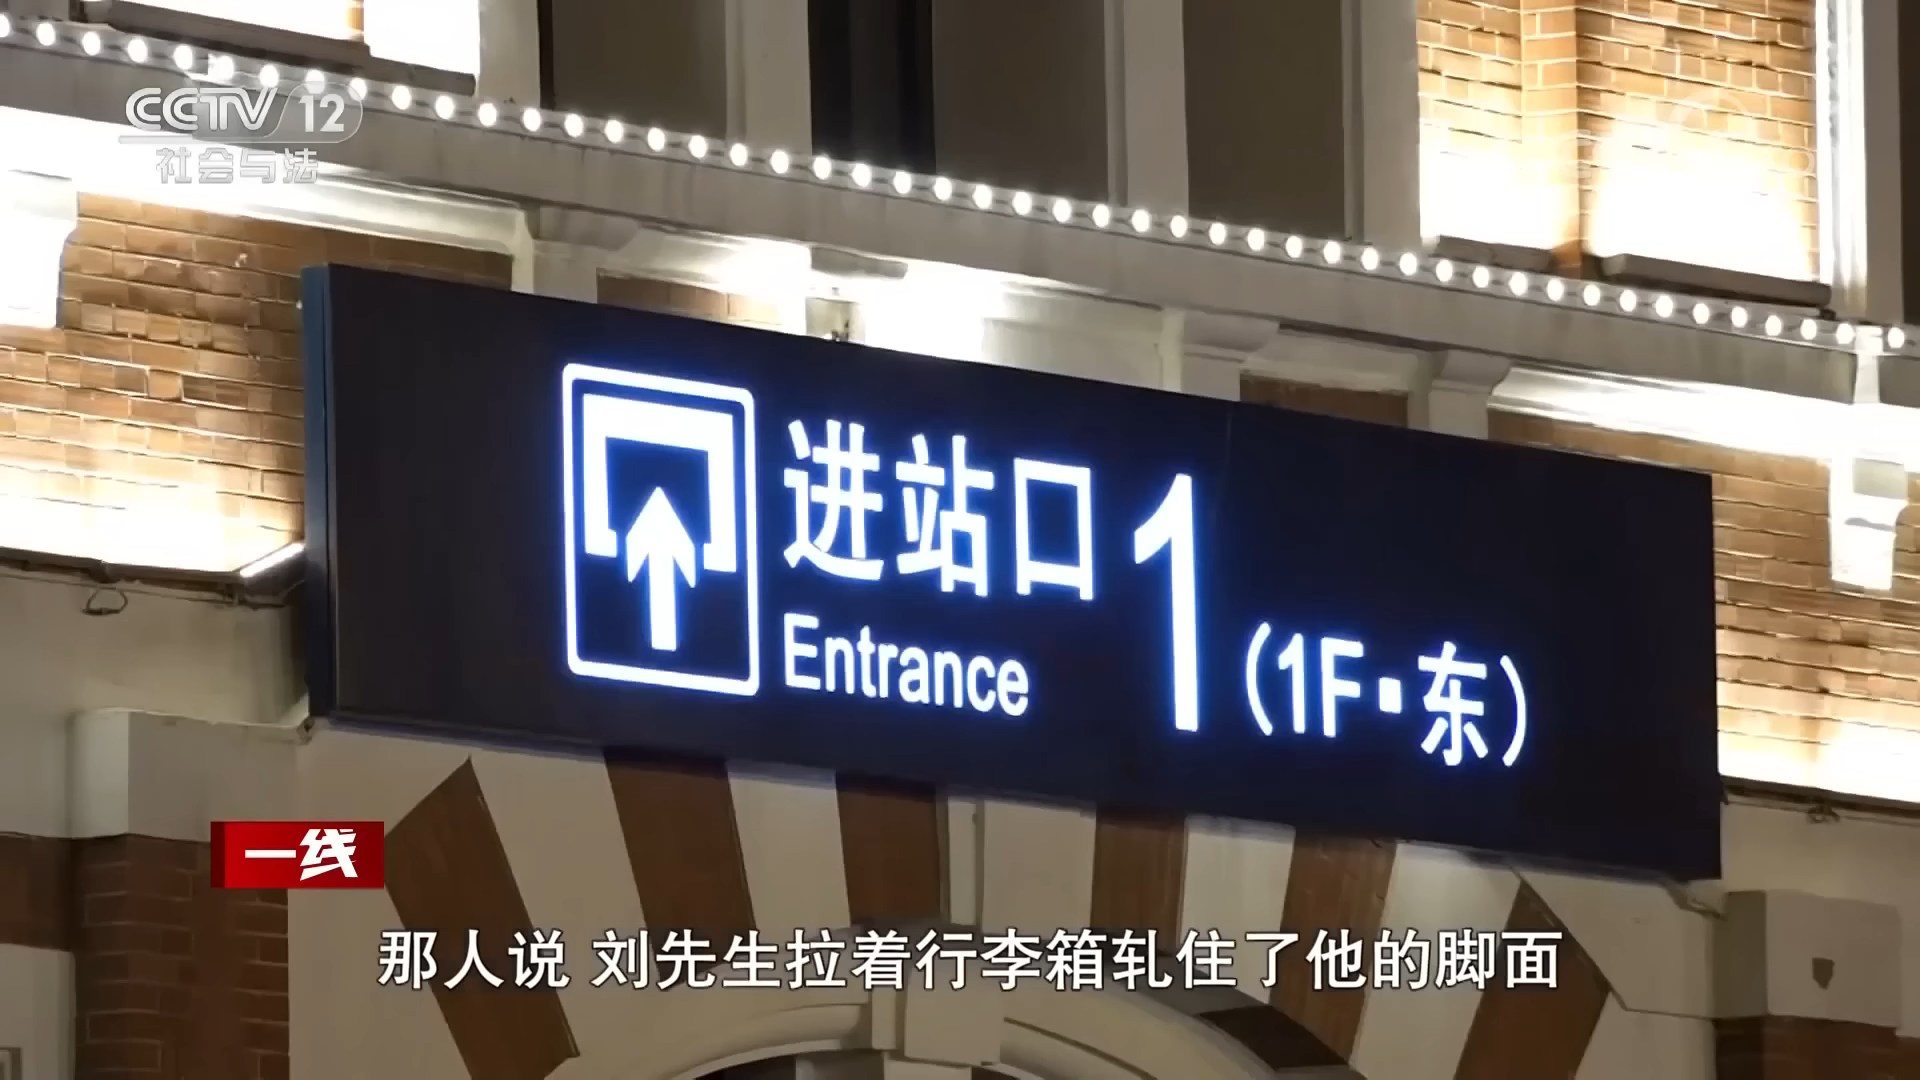 CCTV 12
社会与法
进站口 1 (1F·东)
Entrance
一线
那人说 刘先生拉着行李箱轧住了他的脚面